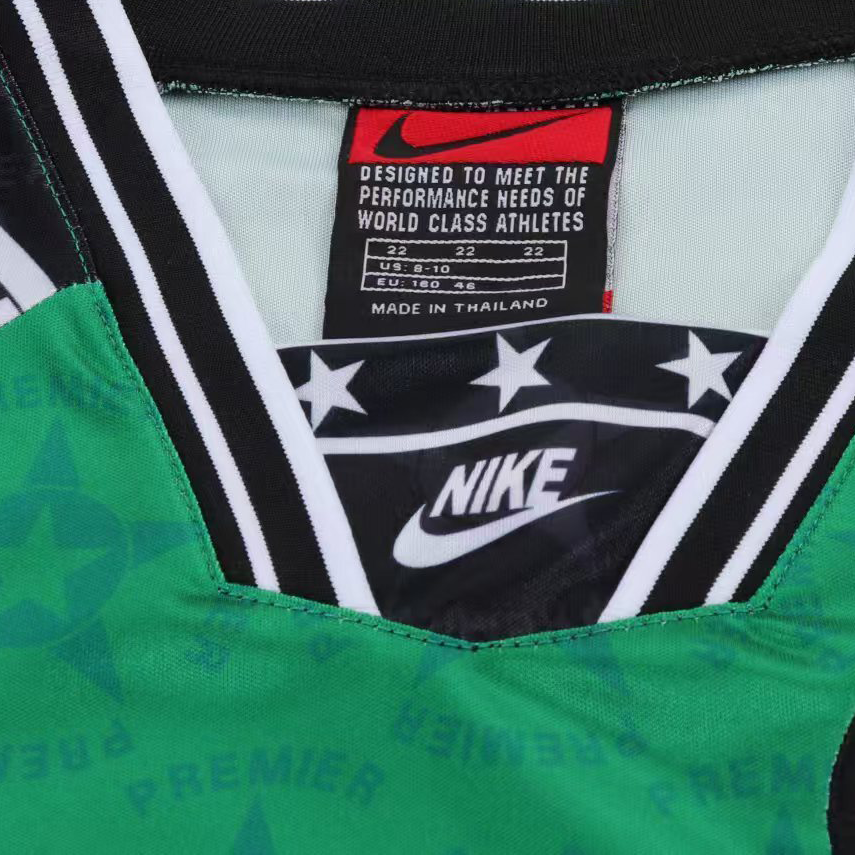 DESIGNED TO MEET THE
PERFORMANCE NEEDS OF
WORLD CLASS ATHLETES
22 22 22
US: 8-10
EU: 160 46
MADE IN THAILAND
NIKE
PREMIER
PREMIER
PREMIER